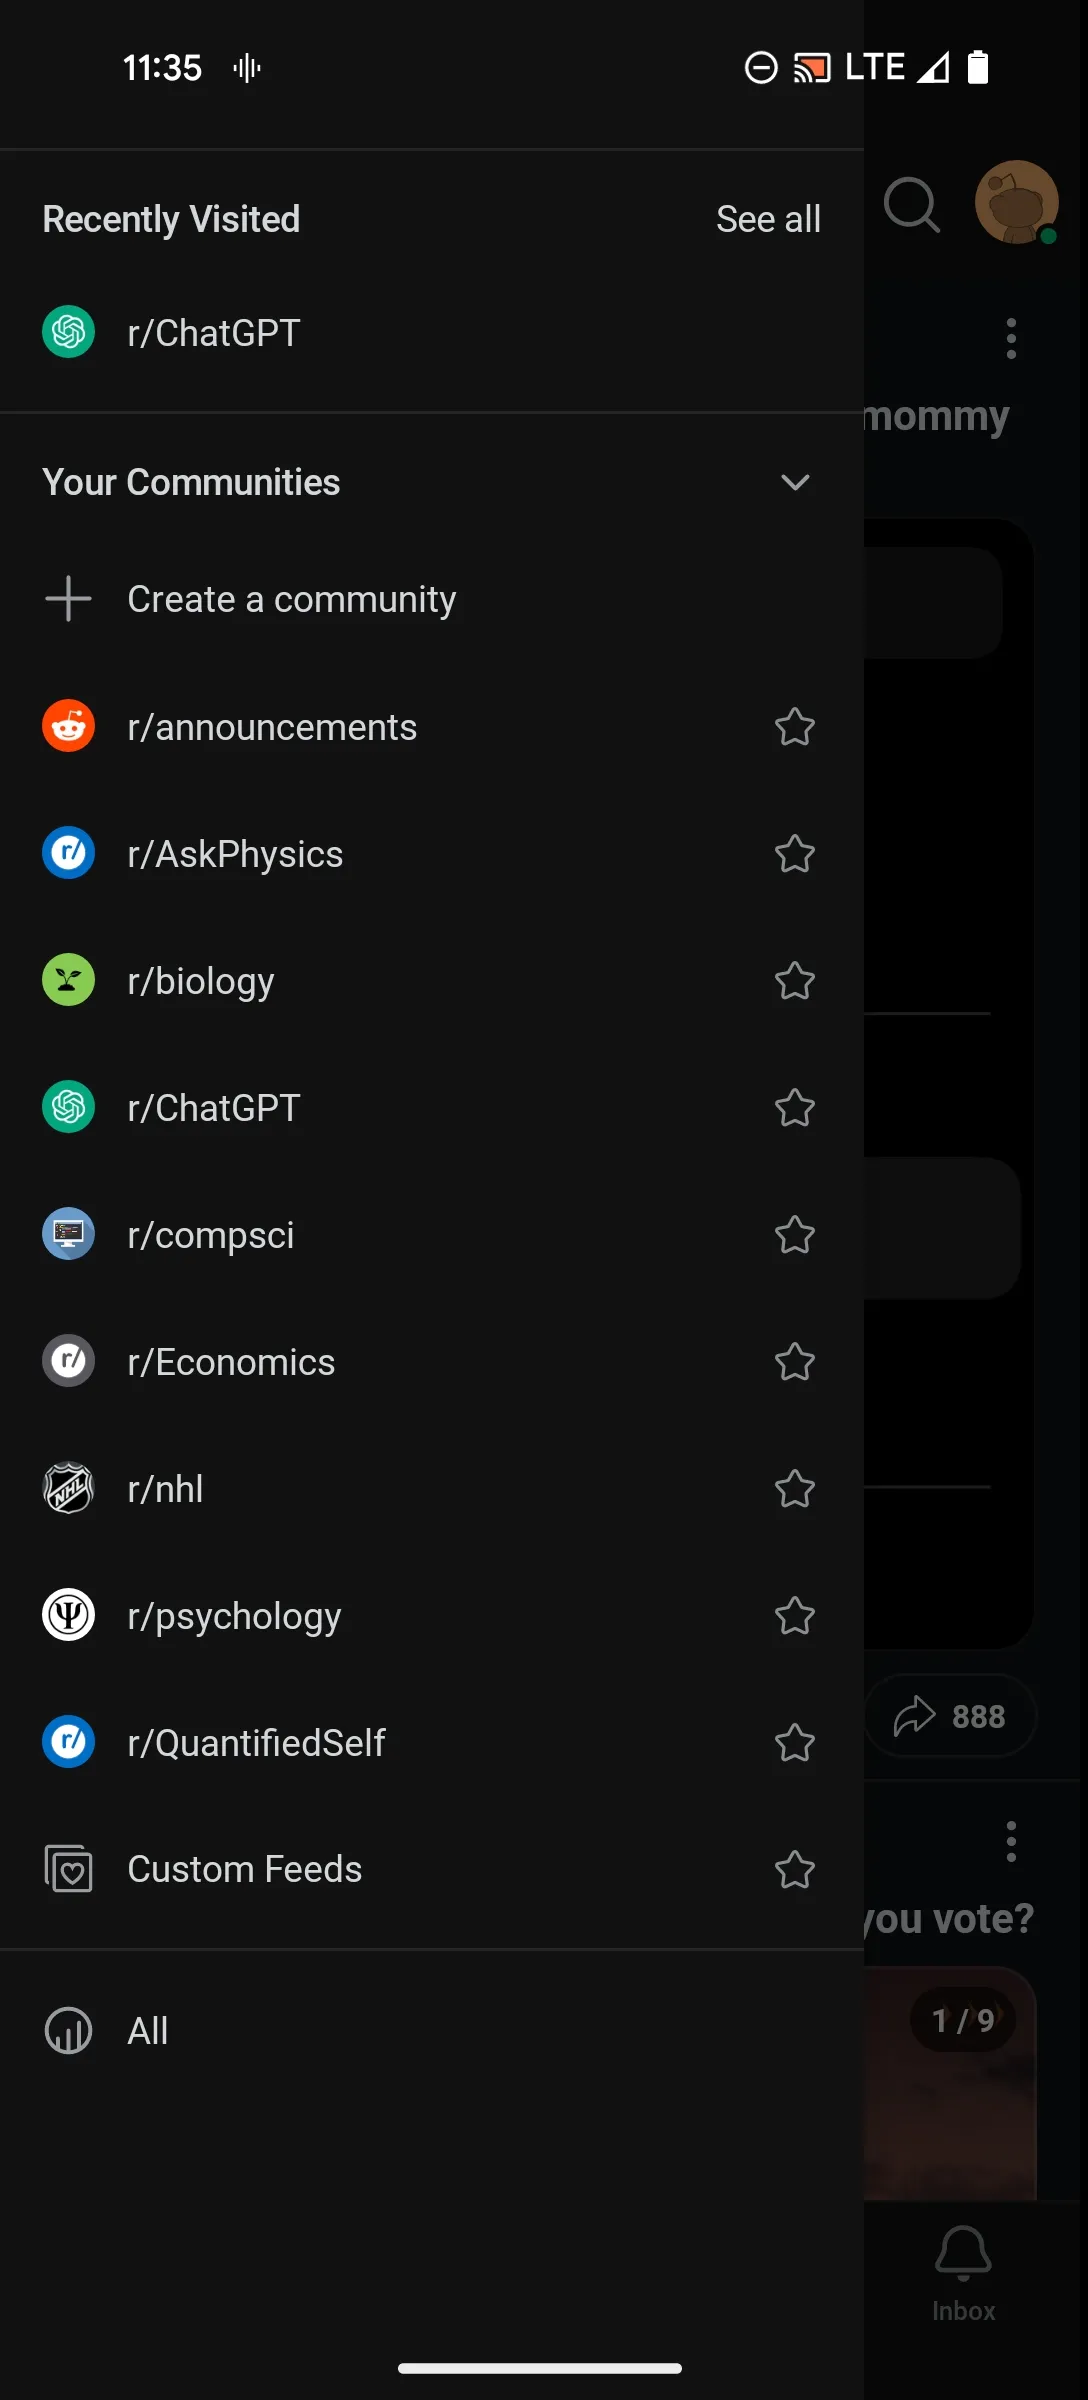 11:35
LTE
Recently Visited
See all
r/ChatGPT
mommy
Your Communities
Create a community
r/announcements
r/
r/AskPhysics
r/biology
r/ChatGPT
r/compsci
r/
r/Economics
NHL
r/nhl
r/psychology
888
r/
r/QuantifiedSelf
Custom Feeds
you vote?
1 / 9
All
Inbox